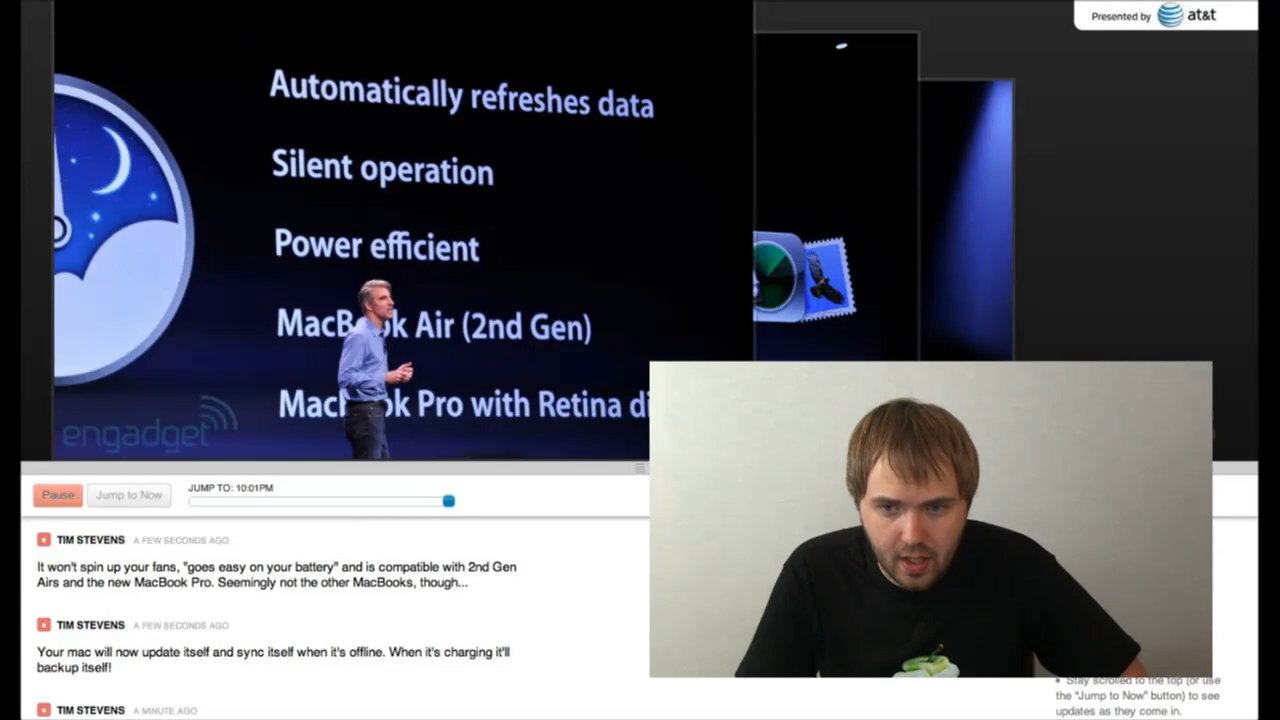 Presented by at&t
Automatically refreshes data
Silent operation
Power efficient
MacBook Air (2nd Gen)
MacBook Pro with Retina di
engadget
Pause
Jump to Now
JUMP TO: 10:01PM
TIM STEVENS A FEW SECONDS AGO
It won't spin up your fans, "goes easy on your battery" and is compatible with 2nd Gen
Airs and the new MacBook Pro. Seemingly not the other MacBooks, though...
TIM STEVENS A FEW SECONDS AGO
Your mac will now update itself and sync itself when it's offline. When it's charging it'll
backup itself!
TIM STEVENS A MINUTE AGO
• Stay scrolled to the top (or use
the "Jump to Now" button) to see
updates as they come in.